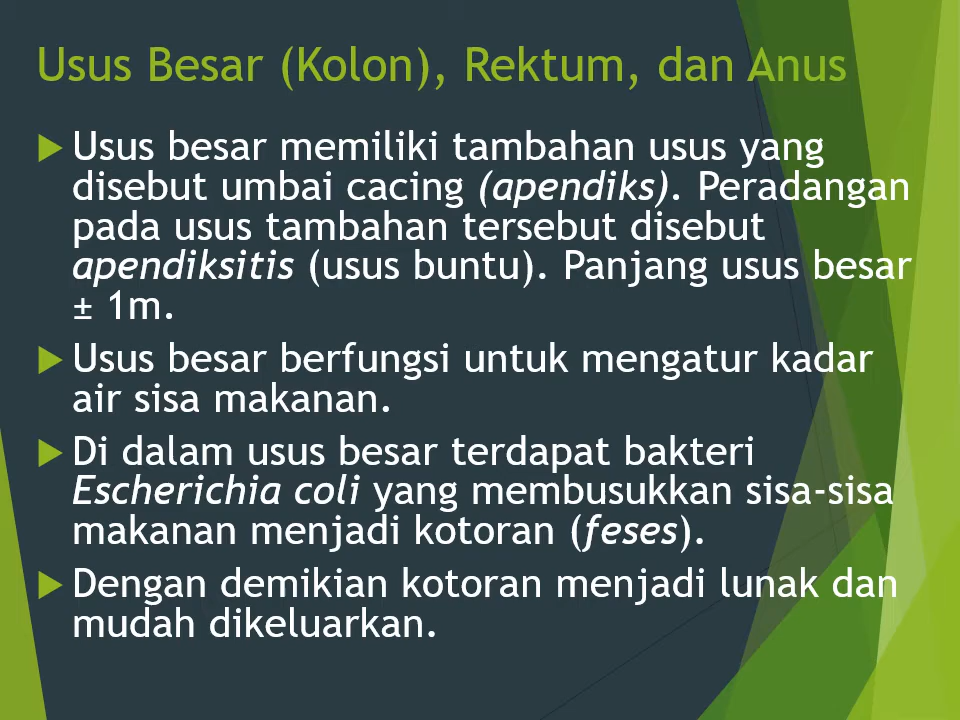 Usus Besar (Kolon), Rektum, dan Anus
Usus besar memiliki tambahan usus yang
disebut umbai cacing (apendiks). Peradangan
pada usus tambahan tersebut disebut
apendiksitis (usus buntu). Panjang usus besar
± 1m.
Usus besar berfungsi untuk mengatur kadar
air sisa makanan.
Di dalam usus besar terdapat bakteri
Escherichia coli yang membusukkan sisa-sisa
makanan menjadi kotoran (feses).
Dengan demikian kotoran menjadi lunak dan
mudah dikeluarkan.